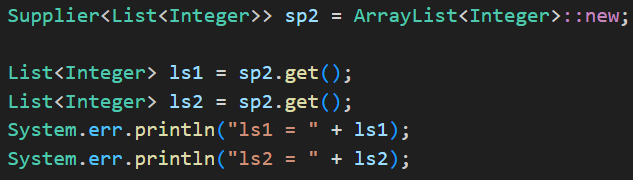 Supplier<List<Integer>> sp2 = ArrayList<Integer>::new;
List<Integer> ls1 = sp2.get();
List<Integer> ls2 = sp2.get();
System.err.println("ls1 = " + ls1);
System.err.println("ls2 = " + ls2);